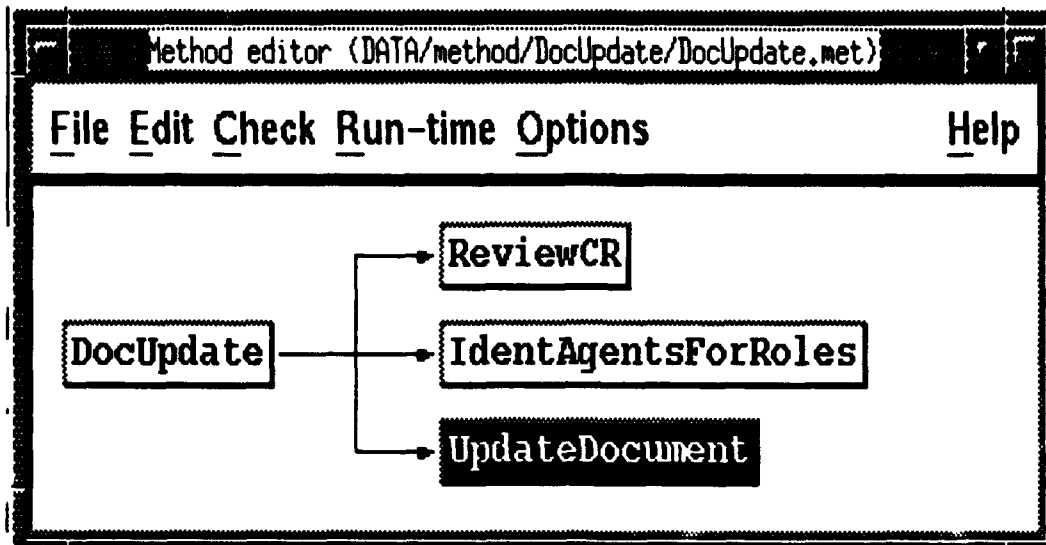 Method editor (DATA/method/DocUpdate/DocUpdate.met)
File Edit Check Run-time Options Help
ReviewCR
DocUpdate IdentAgentsForRoles
UpdateDocument